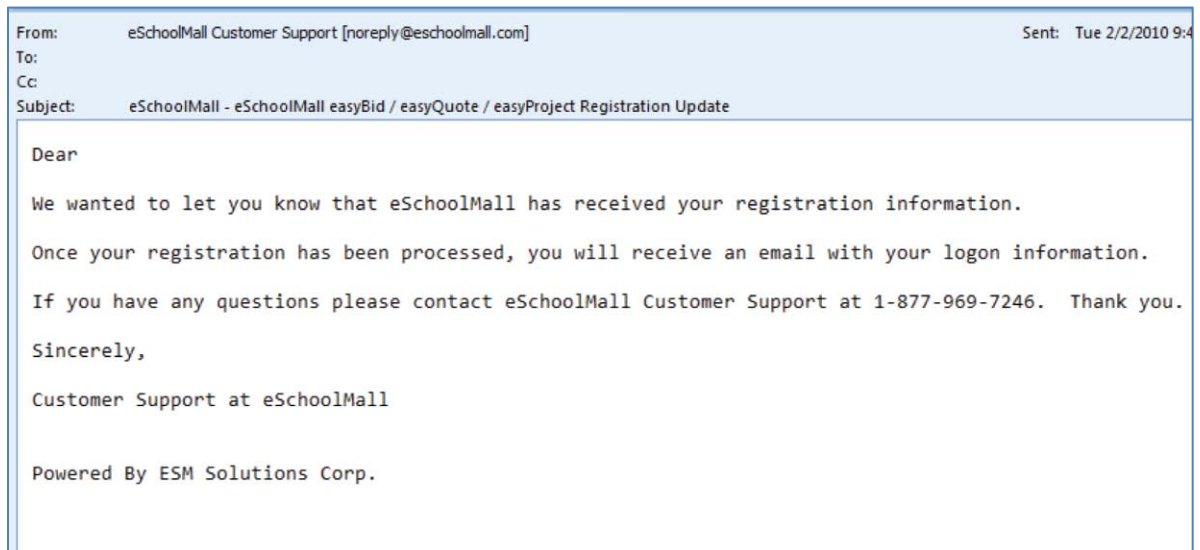 From: eSchoolMall Customer Support [noreply@eschoolmall.com] Sent: Tue 2/2/2010 9:4
To:
Cc:
Subject: eSchoolMall - eSchoolMall easyBid / easyQuote / easyProject Registration Update
Dear
We wanted to let you know that eSchoolMall has received your registration information.
Once your registration has been processed, you will receive an email with your logon information.
If you have any questions please contact eSchoolMall Customer Support at 1-877-969-7246. Thank you.
Sincerely,
Customer Support at eSchoolMall
Powered By ESM Solutions Corp.